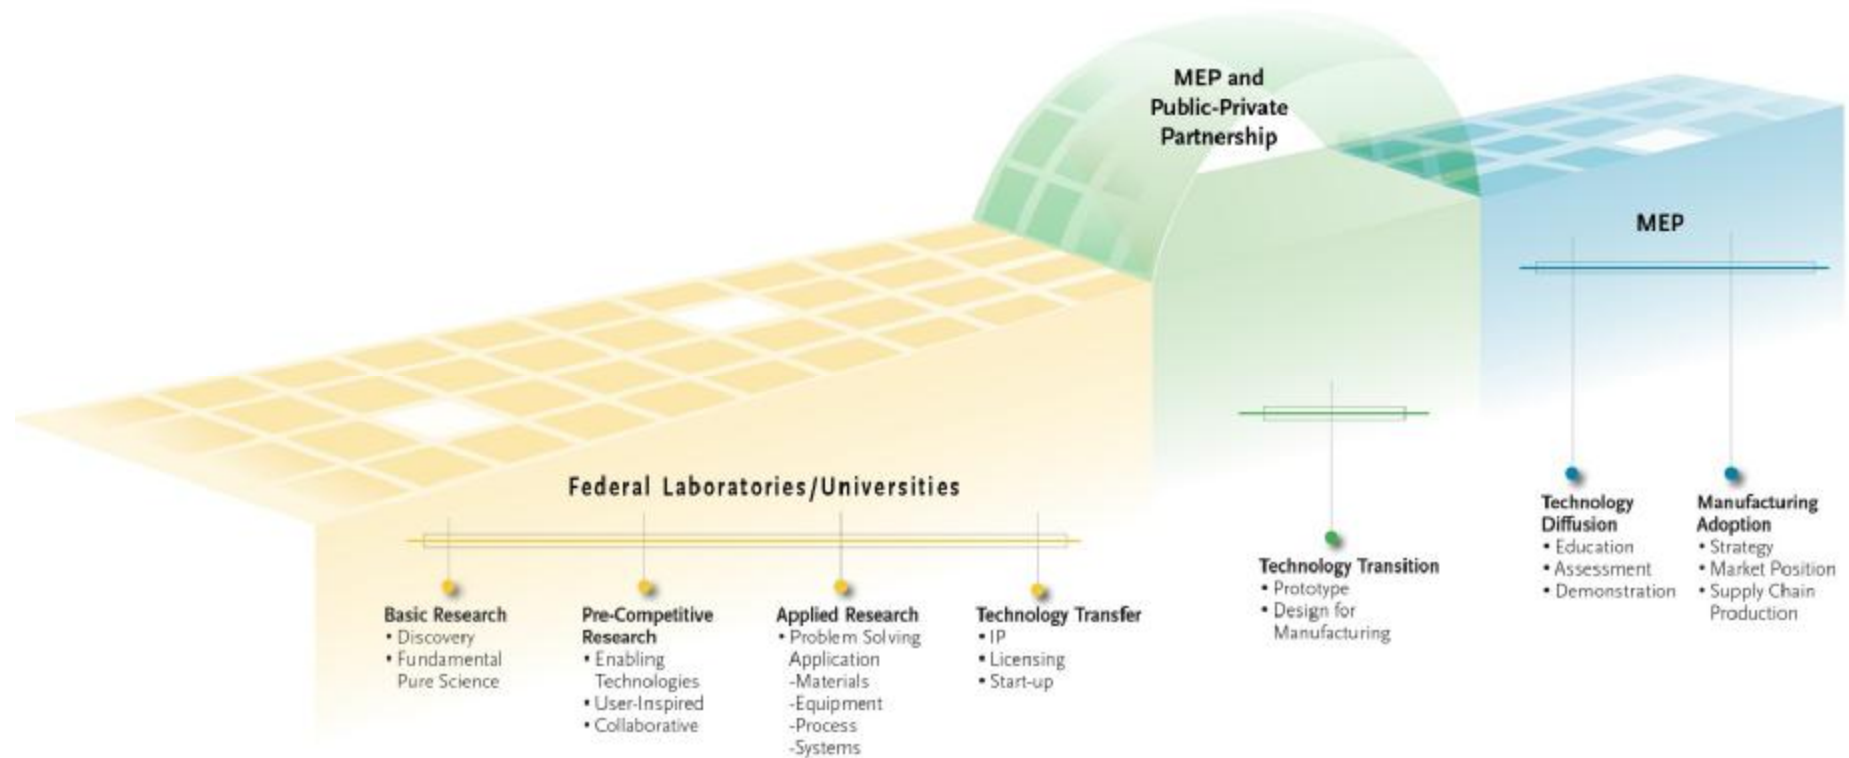 MEP and
Public-Private
Partnership
MEP
Federal Laboratories/Universities
Basic Research
• Discovery
• Fundamental
Pure Science
Pre-Competitive
Research
• Enabling
Technologies
• User-Inspired
• Collaborative
Applied Research
• Problem Solving
Application
-Materials
-Equipment
-Process
-Systems
Technology Transfer
• IP
• Licensing
• Start-up
Technology Transition
• Prototype
• Design for
Manufacturing
Technology
Diffusion
• Education
• Assessment
• Demonstration
Manufacturing
Adoption
• Strategy
• Market Position
• Supply Chain
Production